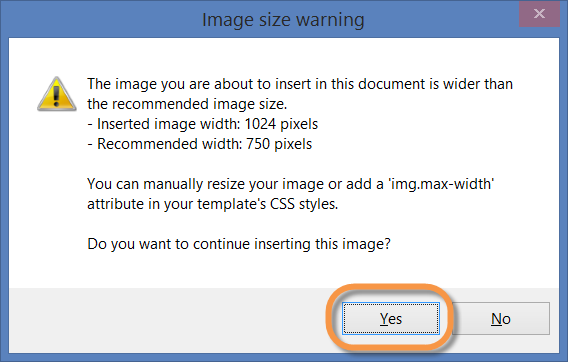 Image size warning
The image you are about to insert in this document is wider than
the recommended image size.
- Inserted image width: 1024 pixels
- Recommended width: 750 pixels
You can manually resize your image or add a 'img.max-width'
attribute in your template's CSS styles.
Do you want to continue inserting this image?
Yes No